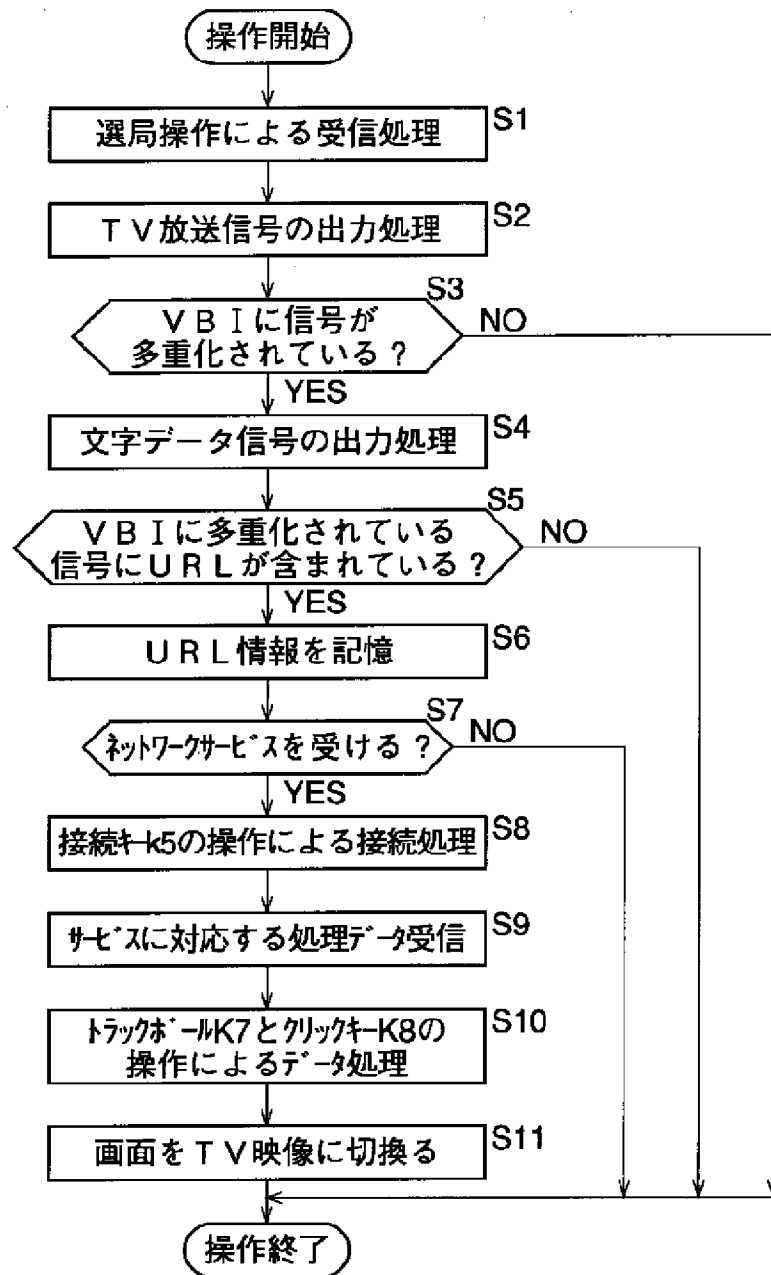 操作開始
選局操作による受信処理 S1
TV放送信号の出力処理 S2
S3
VBIに信号が
多重化されている?
NO
YES
文字データ信号の出力処理 S4
S5
VBIに多重化されている
信号にURLが含まれている?
NO
YES
URL情報を記憶 S6
S7
ネットワークサービスを受ける?
NO
YES
接続キーk5の操作による接続処理 S8
サービスに対応する処理データ受信 S9
トラックボールK7とクリックキーK8の S10
操作によるデータ処理
画面をTV映像に切換る S11
操作終了